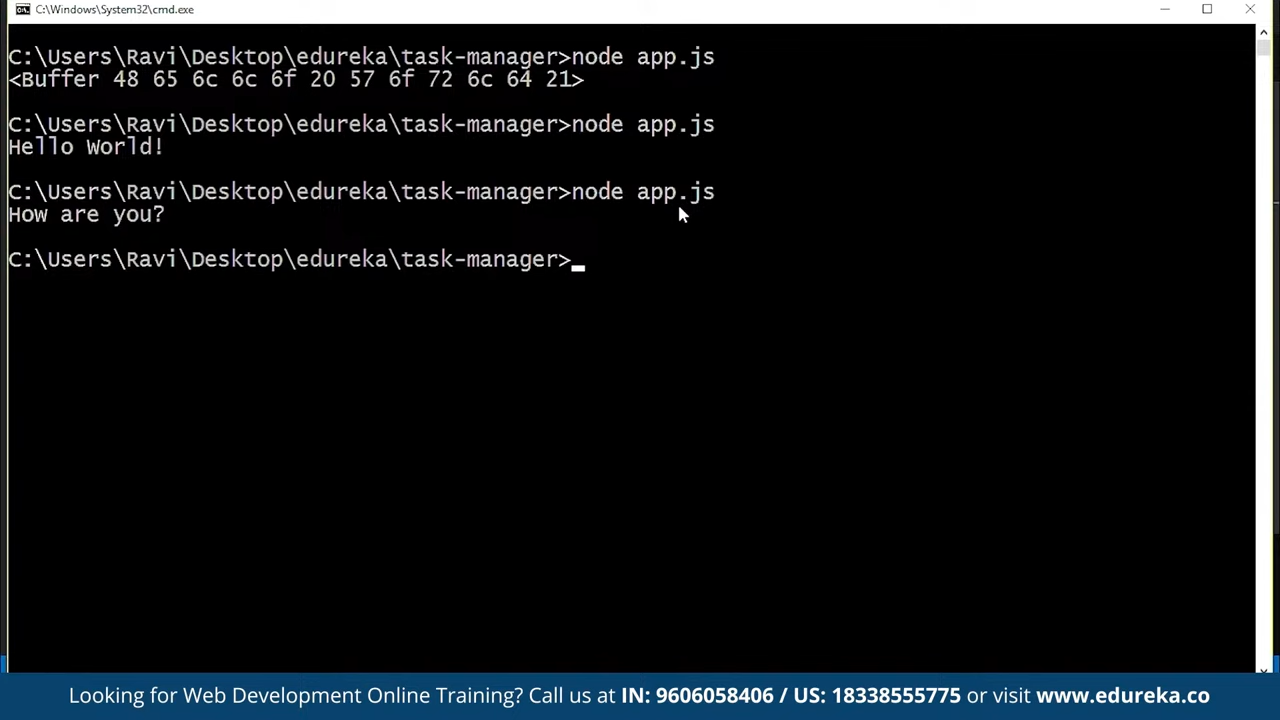 C:\Windows\System32\cmd.exe
C:\Users\Ravi\Desktop\edureka\task-manager>node app.js
<Buffer 48 65 6c 6c 6f 20 57 6f 72 6c 64 21>
C:\Users\Ravi\Desktop\edureka\task-manager>node app.js
Hello World!
C:\Users\Ravi\Desktop\edureka\task-manager>node app.js
How are you?
C:\Users\Ravi\Desktop\edureka\task-manager>_
Looking for Web Development Online Training? Call us at IN: 9606058406 / US: 18338555775 or visit www.edureka.co